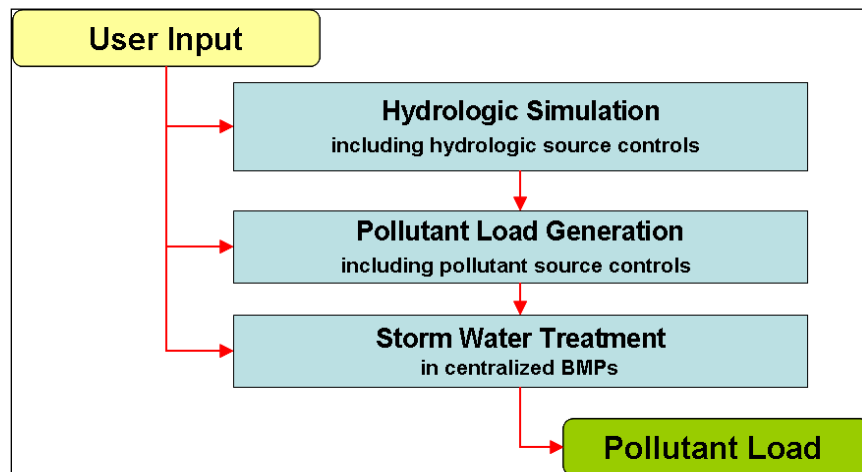 User Input
Hydrologic Simulation
including hydrologic source controls
Pollutant Load Generation
including pollutant source controls
Storm Water Treatment
in centralized BMPs
Pollutant Load